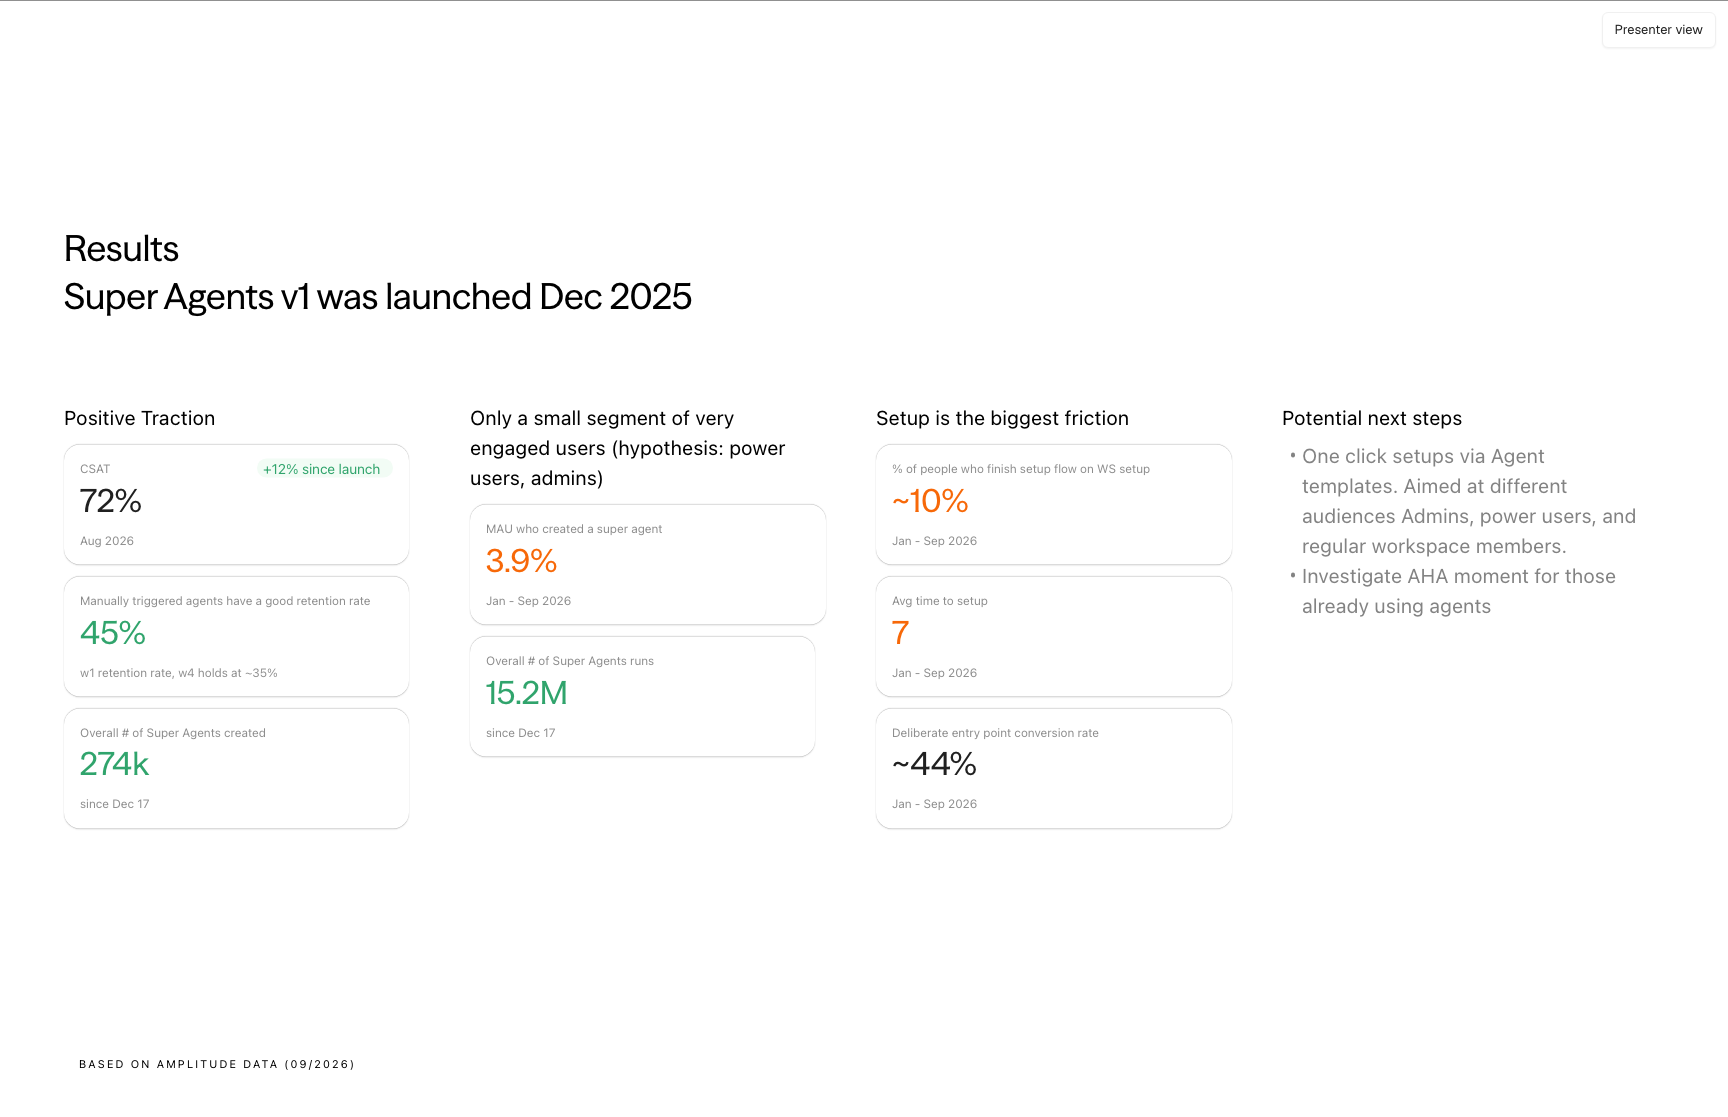 Presenter view
Results
Super Agents v1 was launched Dec 2025
Positive Traction
CSAT
+12% since launch
72%
Aug 2026
Manually triggered agents have a good retention rate
45%
w1 retention rate, w4 holds at ~35%
Overall # of Super Agents created
274k
since Dec 17
Only a small segment of very
engaged users (hypothesis: power
users, admins)
MAU who created a super agent
3.9%
Jan - Sep 2026
Overall # of Super Agents runs
15.2M
since Dec 17
Setup is the biggest friction
% of people who finish setup flow on WS setup
~10%
Jan - Sep 2026
Avg time to setup
7
Jan - Sep 2026
Deliberate entry point conversion rate
~44%
Jan - Sep 2026
Potential next steps
• One click setups via Agent
templates. Aimed at different
audiences Admins, power users, and
regular workspace members.
• Investigate AHA moment for those
already using agents
BASED ON AMPLITUDE DATA (09/2026)